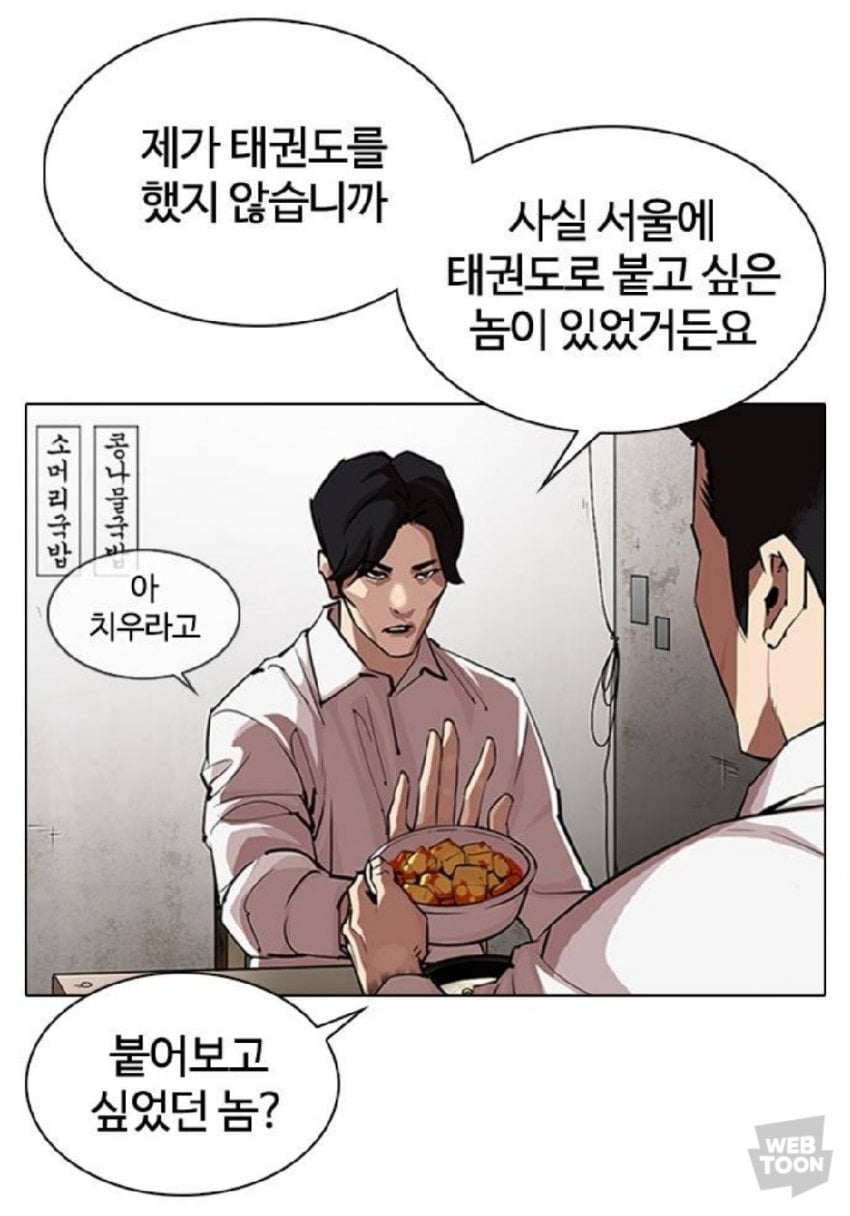 제가 태권도를
했지 않습니까
사실 서울에
태권도로 붙고 싶은
놈이 있었거든요
소머리국밥
콩나물국밥
아
치우라고
붙어보고
싶었던 놈?
WEB
TOON